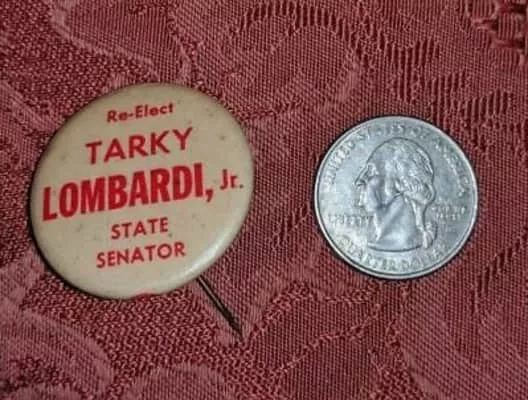 Re-Elect
TARKY
LOMBARDI, Jr.
STATE
SENATOR
UNITED STATES OF AMERICA
LIBERTY
QUARTER DOLLAR